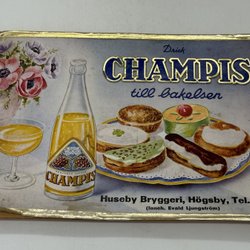 Drick
CHAMPIS
till bakelsen
CHAMPIS
Huseby Bryggeri, Högsby, Tel.
(Inneh. Evald Ljungström)